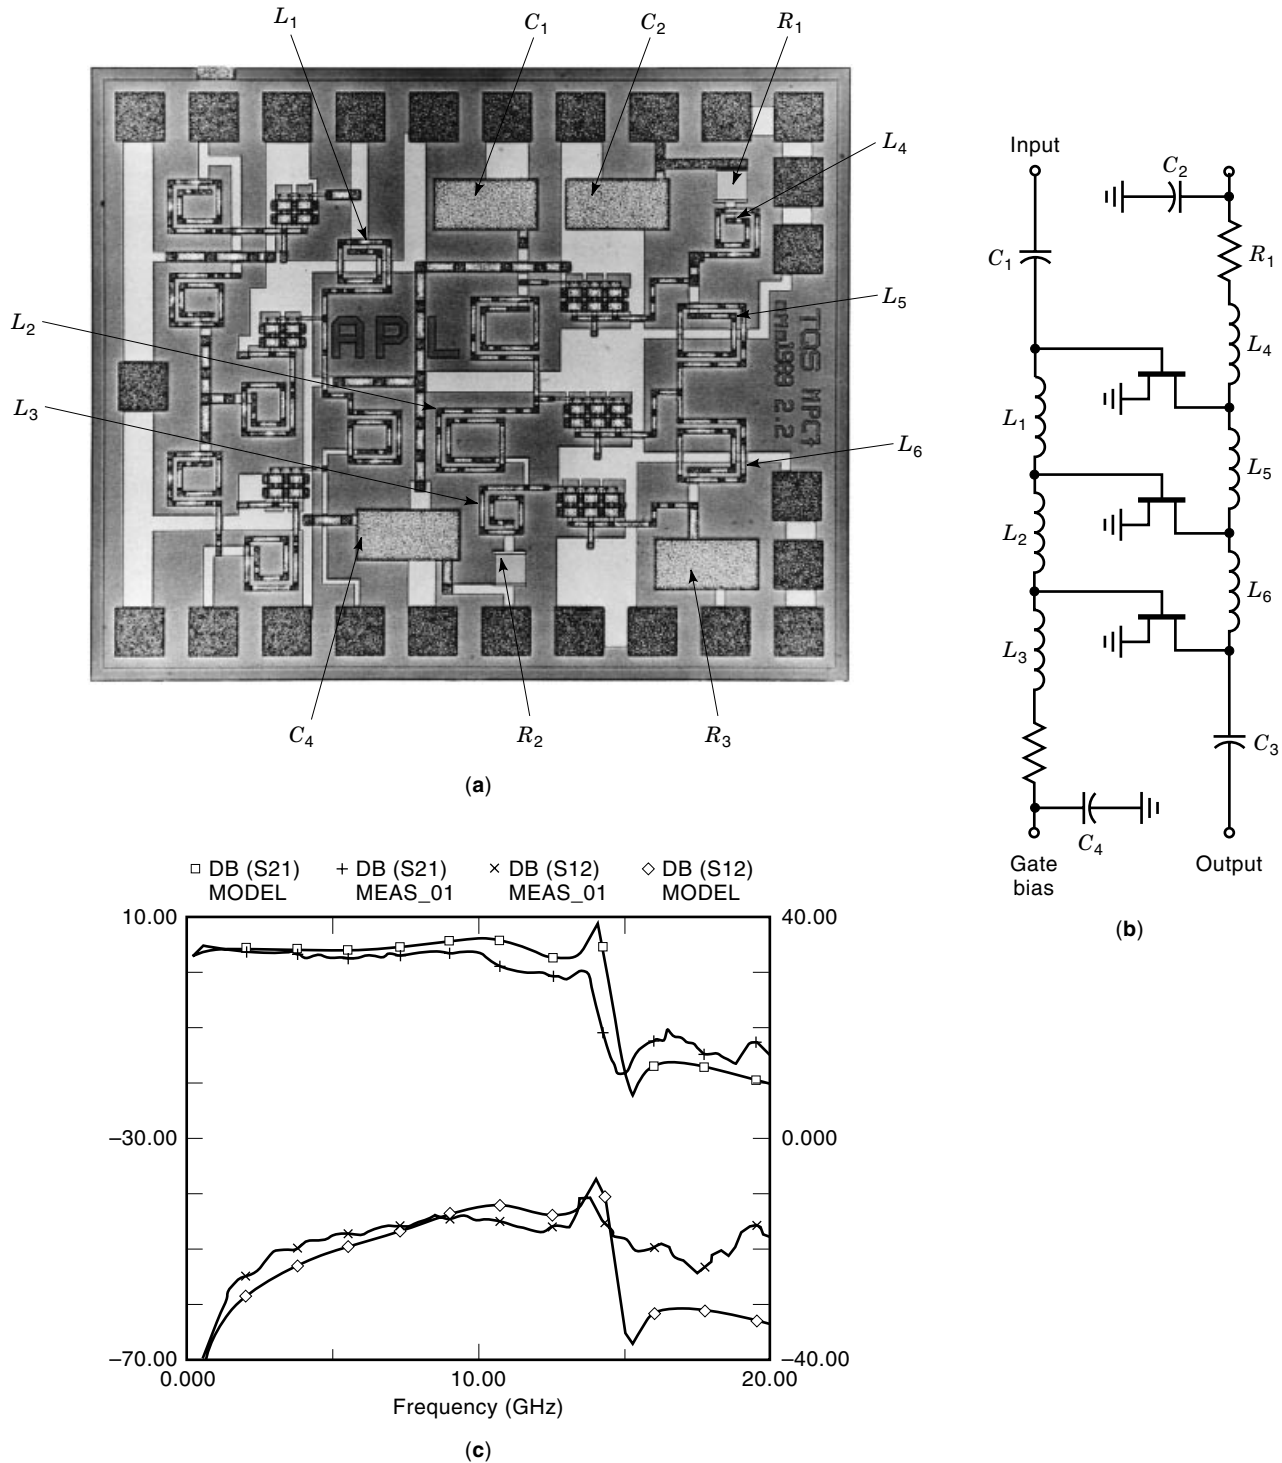 L1
C1
C2
R1
L4
L5
L2
L3
L6
APL
TOS MPC7
C4
R2
R3
(a)
Input
C2
C1
R1
L4
L1
L5
L2
L6
L3
C3
C4
Gate bias
Output
(b)
DB (S21) MODEL
DB (S21) MEAS_01
DB (S12) MEAS_01
DB (S12) MODEL
10.00
40.00
–30.00
0.000
–70.00
–40.00
0.000
10.00
20.00
Frequency (GHz)
(c)